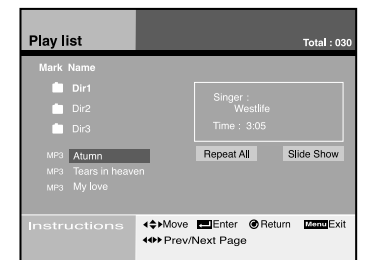 Play list
Total : 030
Mark Name
Dir1
Dir2
Dir3
Singer :
Westlife
Time : 3:05
MP3 Atumn
MP3 Tears in heaven
MP3 My love
Repeat All
Slide Show
Instructions
Move Enter Return Menu Exit
Prev/Next Page